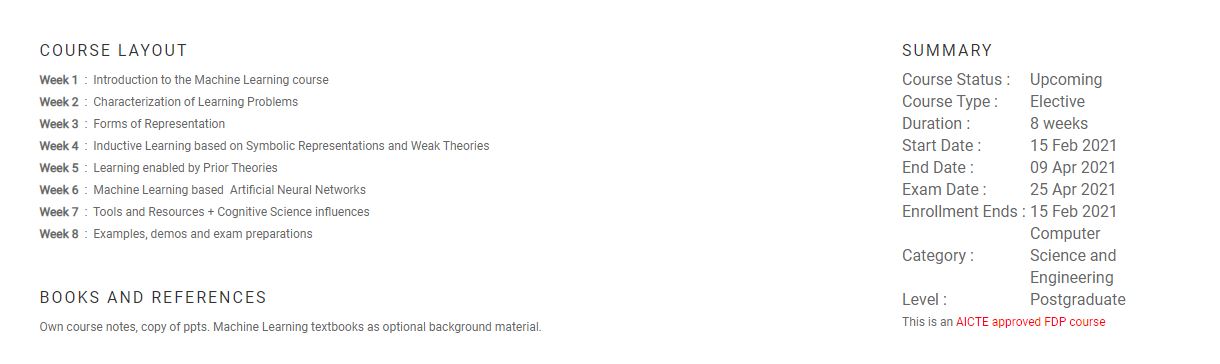 COURSE LAYOUT
Week 1 : Introduction to the Machine Learning course
Week 2 : Characterization of Learning Problems
Week 3 : Forms of Representation
Week 4 : Inductive Learning based on Symbolic Representations and Weak Theories
Week 5 : Learning enabled by Prior Theories
Week 6 : Machine Learning based  Artificial Neural Networks
Week 7 : Tools and Resources + Cognitive Science influences
Week 8 : Examples, demos and exam preparations
BOOKS AND REFERENCES
Own course notes, copy of ppts. Machine Learning textbooks as optional background material.
SUMMARY
Course Status : Upcoming
Course Type : Elective
Duration : 8 weeks
Start Date : 15 Feb 2021
End Date : 09 Apr 2021
Exam Date : 25 Apr 2021
Enrollment Ends : 15 Feb 2021
Computer
Category : Science and
Engineering
Level : Postgraduate
This is an AICTE approved FDP course